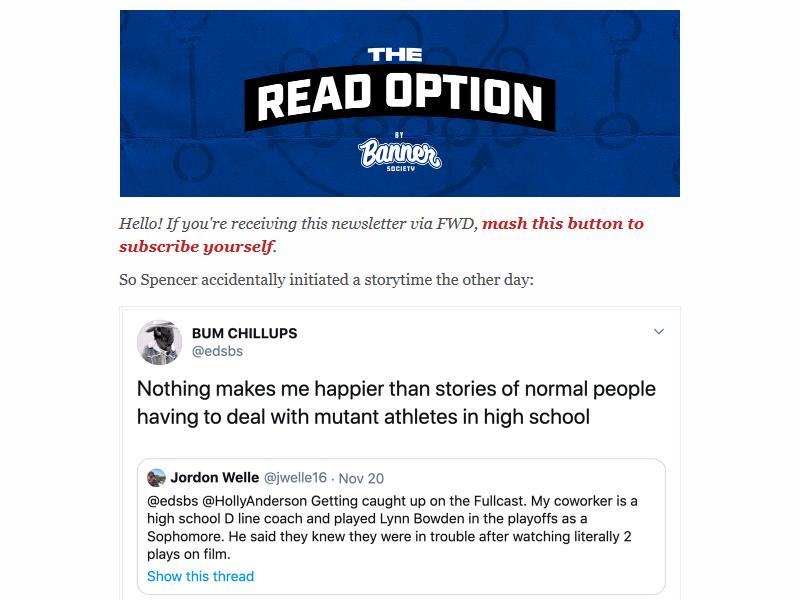 THE
READ OPTION
BY
Banner
SOCIETY
Hello! If you're receiving this newsletter via FWD, mash this button to
subscribe yourself.
So Spencer accidentally initiated a storytime the other day:
BUM CHILLUPS
@edsbs
Nothing makes me happier than stories of normal people
having to deal with mutant athletes in high school
Jordon Welle @jwelle16 · Nov 20
@edsbs @HollyAnderson Getting caught up on the Fullcast. My coworker is a
high school D line coach and played Lynn Bowden in the playoffs as a
Sophomore. He said they knew they were in trouble after watching literally 2
plays on film.
Show this thread